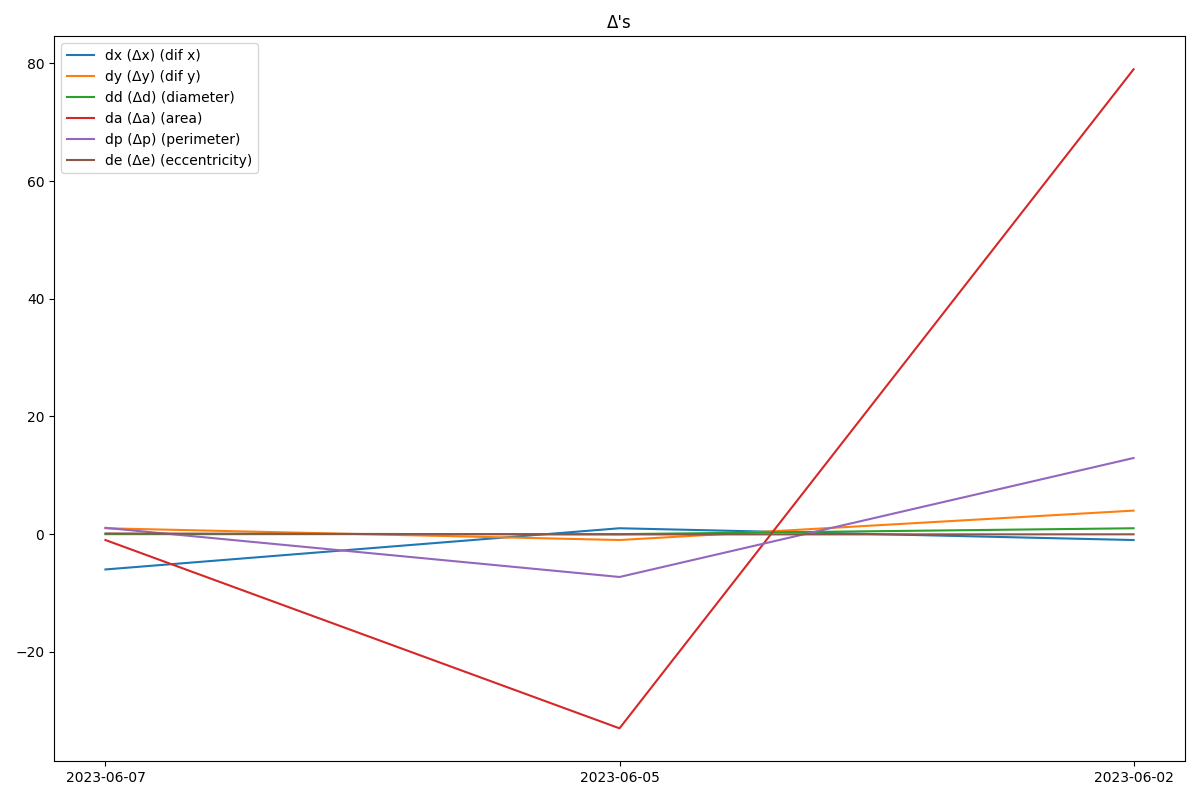 Δ's
dx (Δx) (dif x)
dy (Δy) (dif y)
dd (Δd) (diameter)
da (Δa) (area)
dp (Δp) (perimeter)
de (Δe) (eccentricity)
80
60
40
20
0
−20
2023-06-07 2023-06-05 2023-06-02